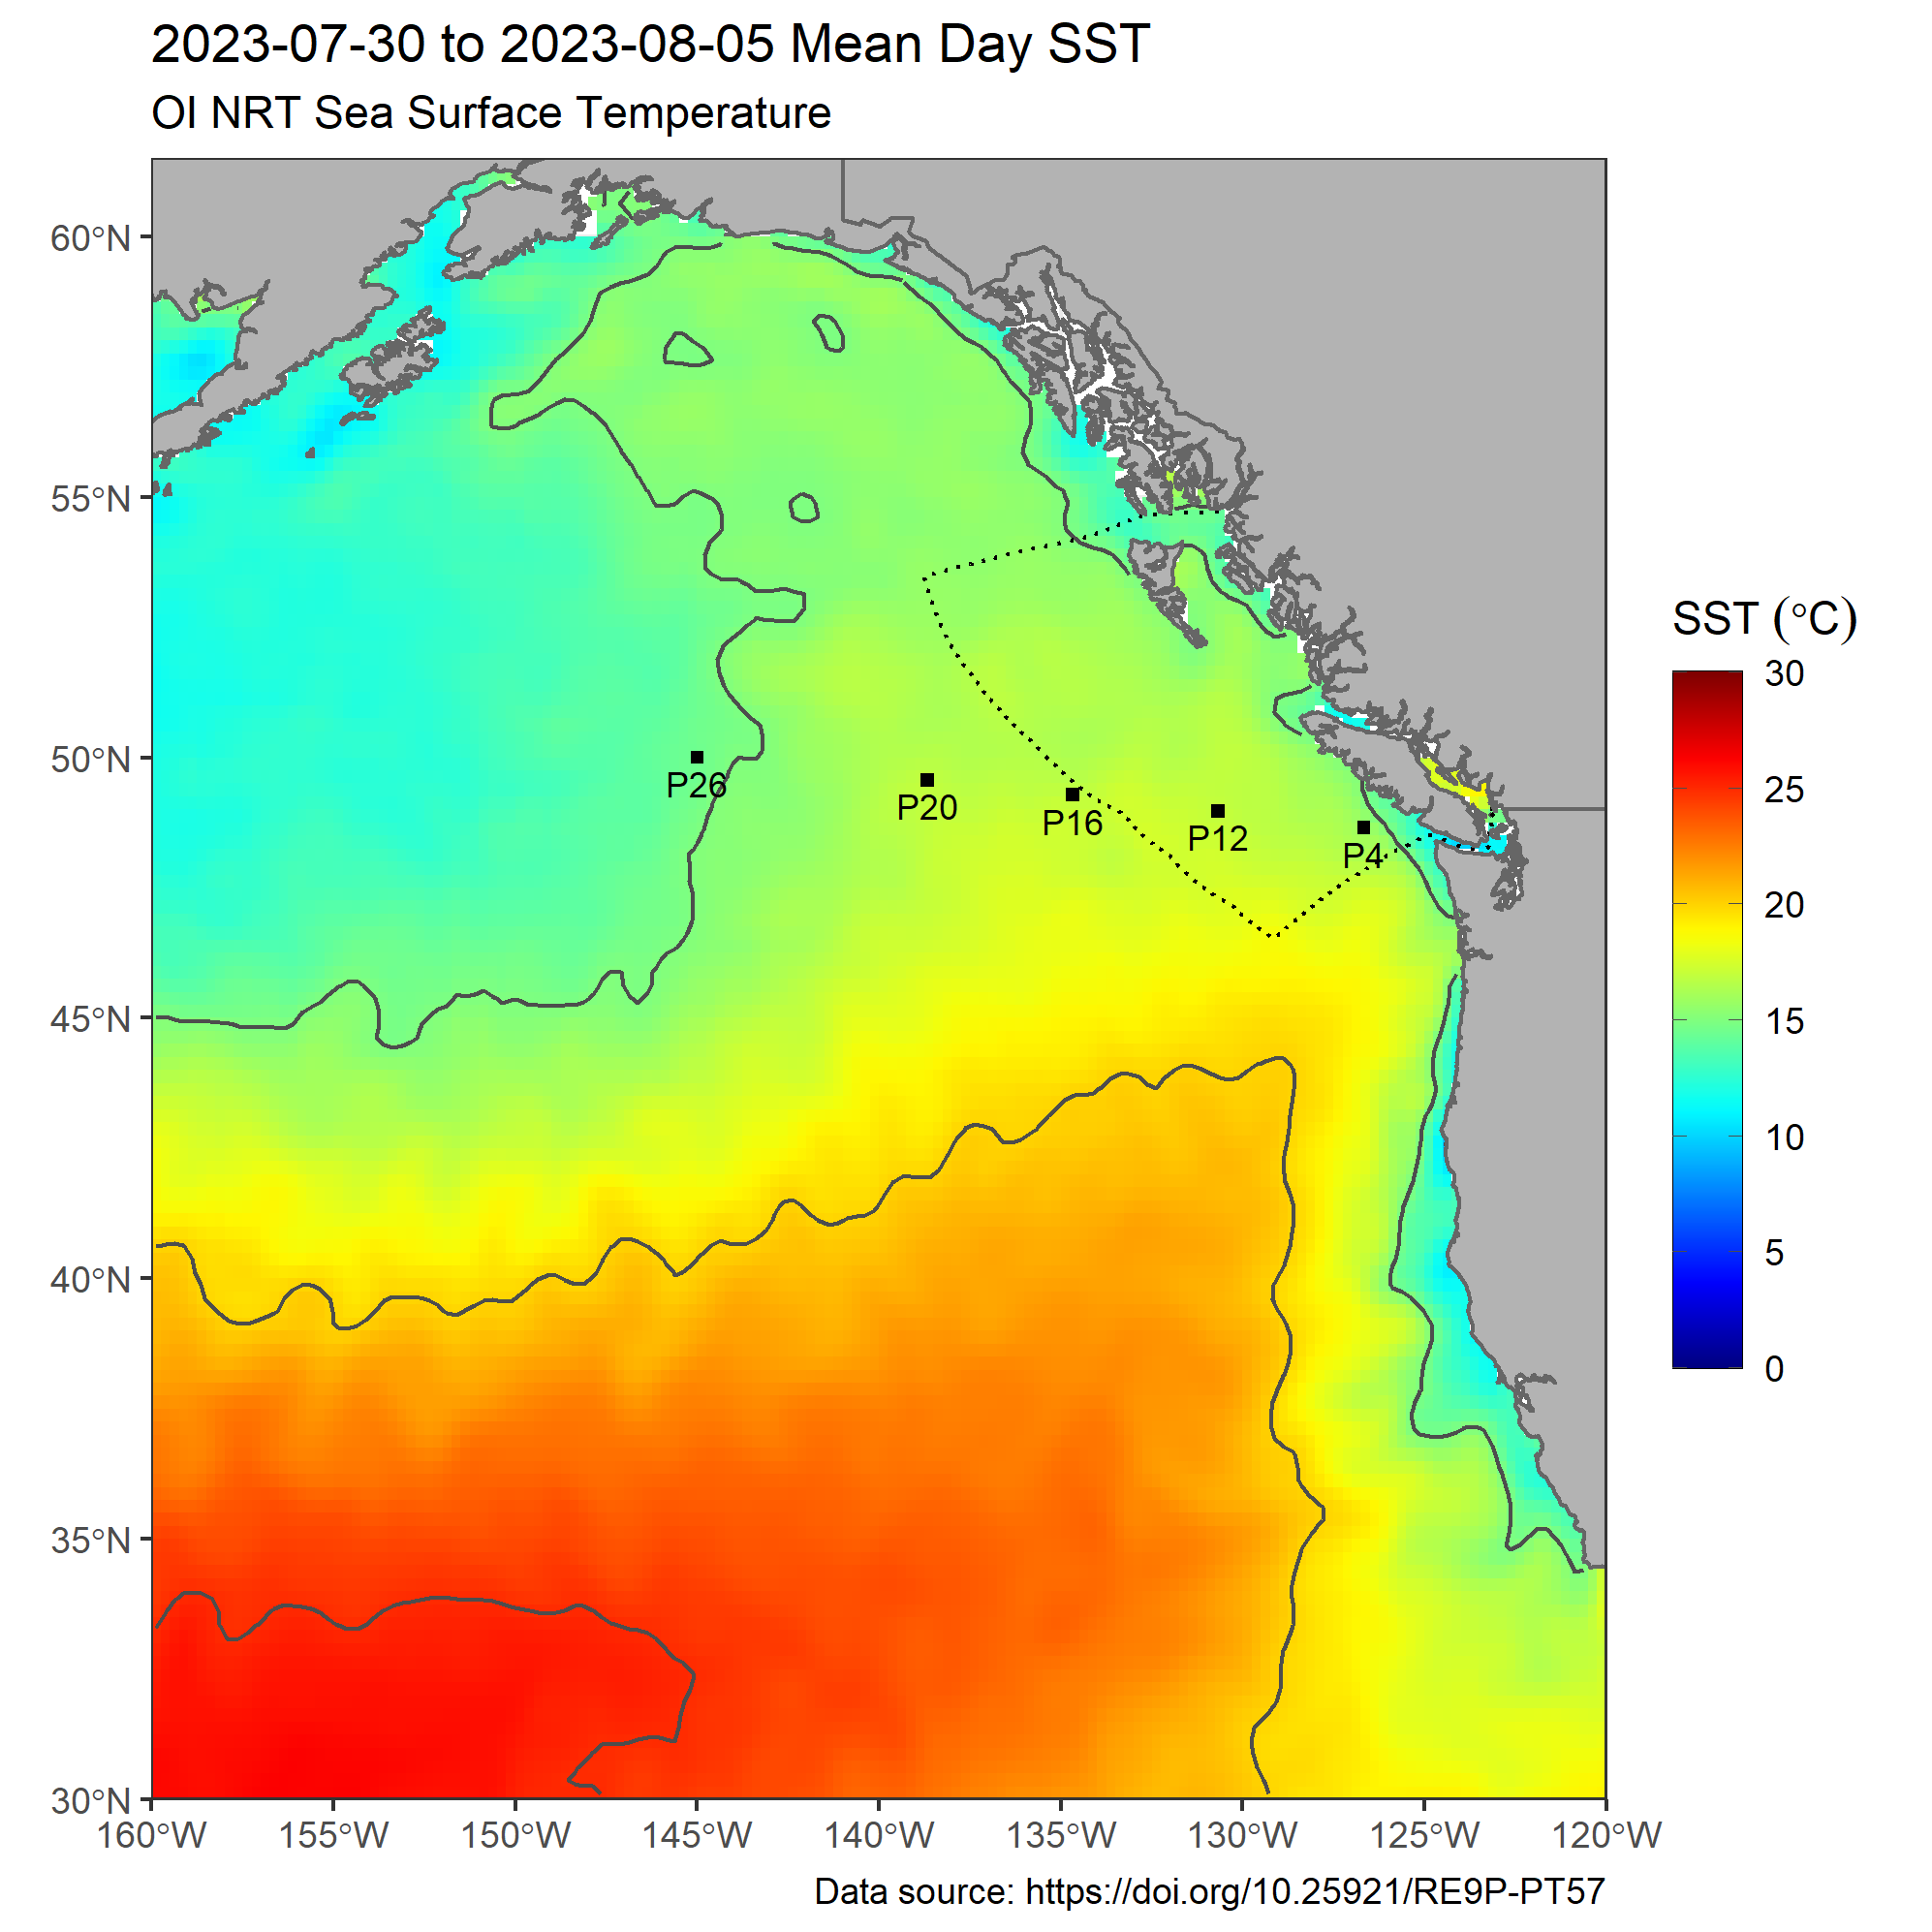 2023-07-30 to 2023-08-05 Mean Day SST
OI NRT Sea Surface Temperature
60°N
55°N
50°N
45°N
40°N
35°N
30°N
160°W 155°W 150°W 145°W 140°W 135°W 130°W 125°W 120°W
P26
P20
P16
P12
P4
SST (°C)
30
25
20
15
10
5
0
Data source: https://doi.org/10.25921/RE9P-PT57